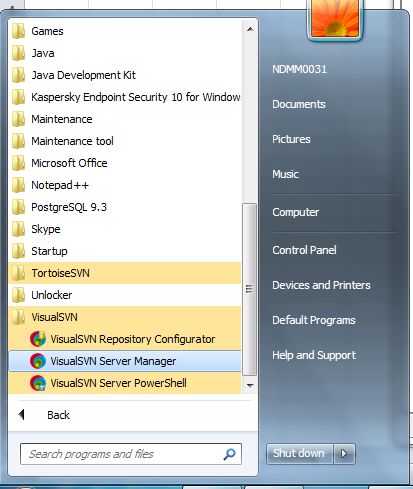 Games
Java
Java Development Kit
Kaspersky Endpoint Security 10 for Window
Maintenance
Maintenance tool
Microsoft Office
Notepad++
PostgreSQL 9.3
Skype
Startup
TortoiseSVN
Unlocker
VisualSVN
VisualSVN Repository Configurator
VisualSVN Server Manager
VisualSVN Server PowerShell
Back
Search programs and files
NDMM0031
Documents
Pictures
Music
Computer
Control Panel
Devices and Printers
Default Programs
Help and Support
Shut down